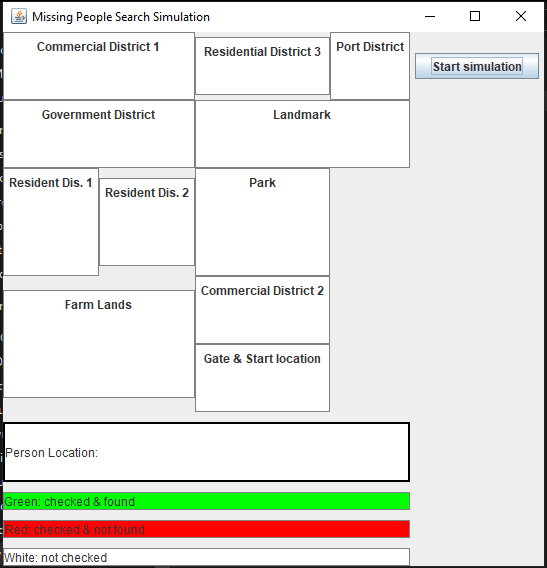 Missing People Search Simulation
Commercial District 1
Residential District 3
Port District
Start simulation
Government District
Landmark
Resident Dis. 1
Resident Dis. 2
Park
Commercial District 2
Farm Lands
Gate & Start location
Person Location:
Green: checked & found
Red: checked & not found
White: not checked